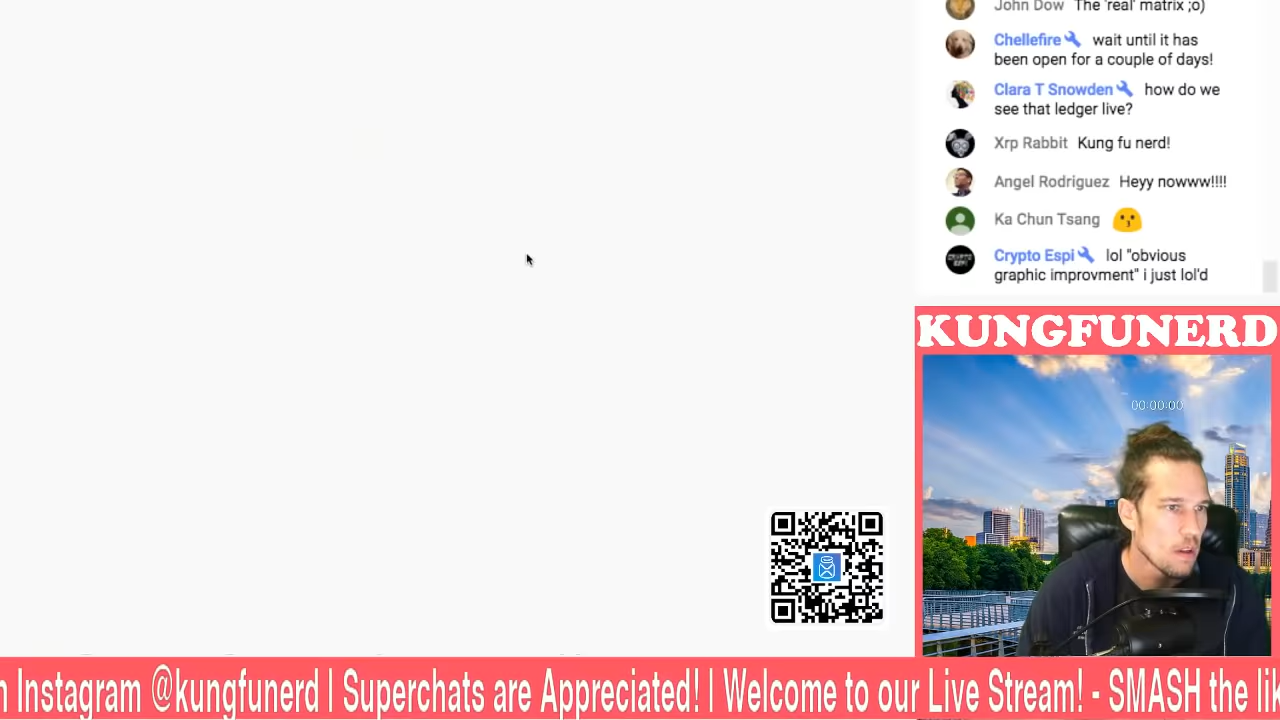 John Dow The 'real' matrix ;o)
Chellefire wait until it has
been open for a couple of days!
Clara T Snowden how do we
see that ledger live?
Xrp Rabbit Kung fu nerd!
Angel Rodriguez Heyy nowww!!!!
Ka Chun Tsang
Crypto Espi lol "obvious
graphic improvment" i just lol'd
KUNGFUNERD
00:00:00
n Instagram @kungfunerd | Superchats are Appreciated! | Welcome to our Live Stream! - SMASH the lik